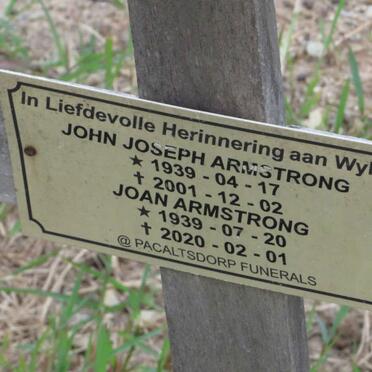 In Liefdevolle Herinnering aan Wyl
JOHN JOSEPH ARMSTRONG
★ 1939 - 04 - 17
✝ 2001 - 12 - 02
JOAN ARMSTRONG
★ 1939 - 07 - 20
✝ 2020 - 02 - 01
@ PACALTSDORP FUNERALS